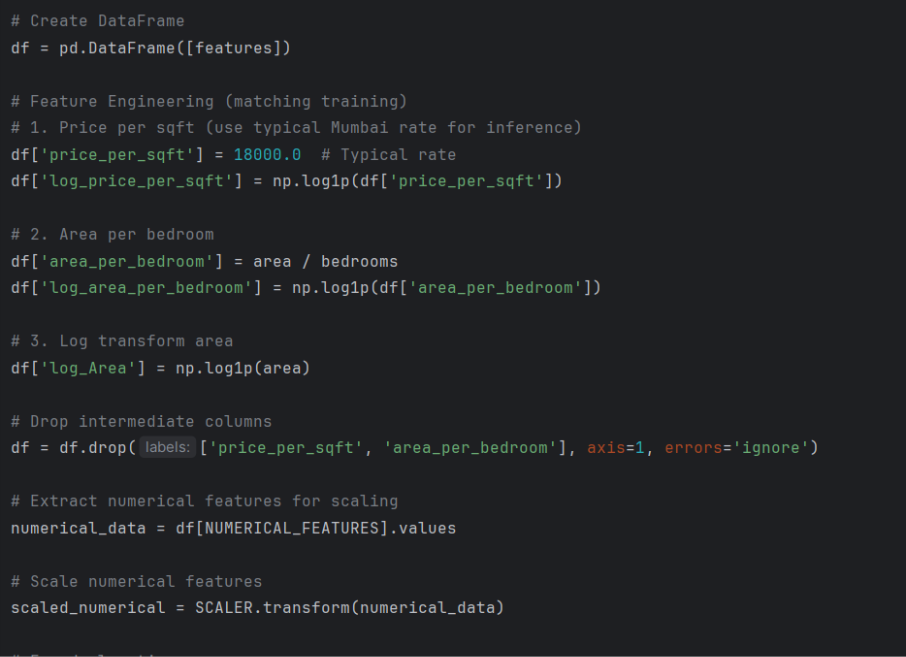 # Create DataFrame
df = pd.DataFrame([features])
# Feature Engineering (matching training)
# 1. Price per sqft (use typical Mumbai rate for inference)
df['price_per_sqft'] = 18000.0  # Typical rate
df['log_price_per_sqft'] = np.log1p(df['price_per_sqft'])
# 2. Area per bedroom
df['area_per_bedroom'] = area / bedrooms
df['log_area_per_bedroom'] = np.log1p(df['area_per_bedroom'])
# 3. Log transform area
df['log_Area'] = np.log1p(area)
# Drop intermediate columns
df = df.drop( labels: ['price_per_sqft', 'area_per_bedroom'], axis=1, errors='ignore')
# Extract numerical features for scaling
numerical_data = df[NUMERICAL_FEATURES].values
# Scale numerical features
scaled_numerical = SCALER.transform(numerical_data)